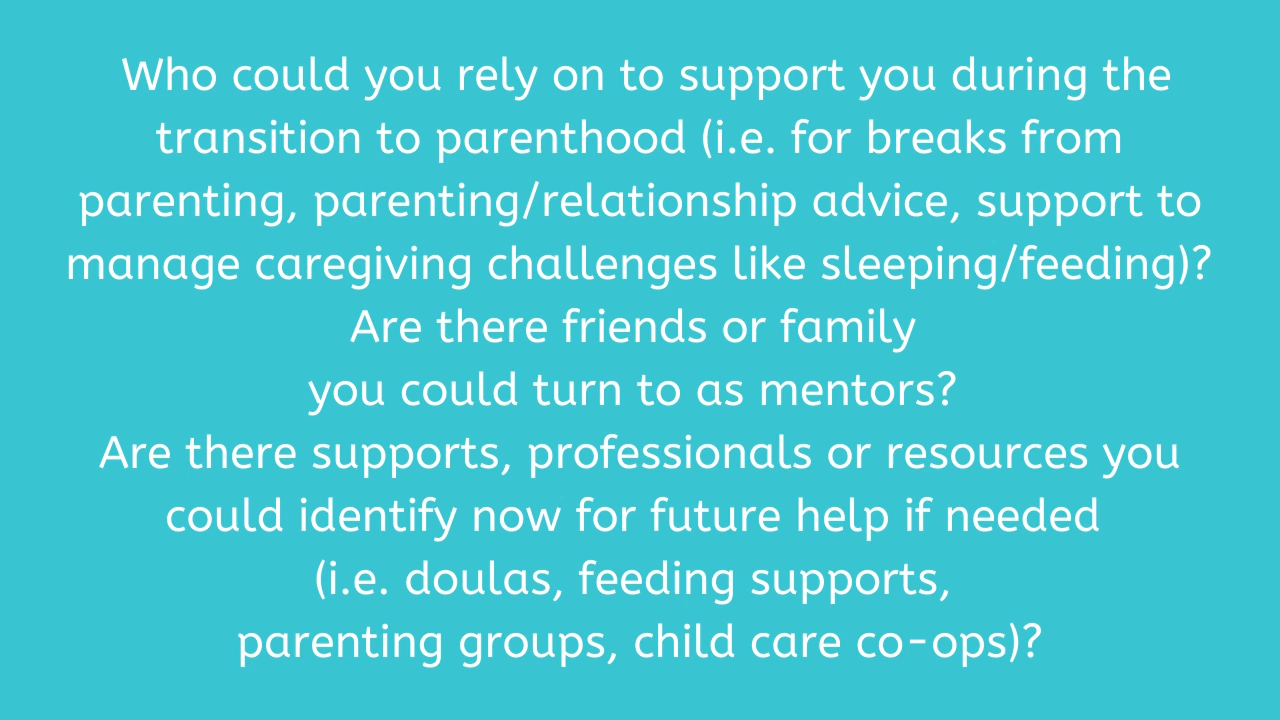 Who could you rely on to support you during the
transition to parenthood (i.e. for breaks from
parenting, parenting/relationship advice, support to
manage caregiving challenges like sleeping/feeding)?
Are there friends or family
you could turn to as mentors?
Are there supports, professionals or resources you
could identify now for future help if needed
(i.e. doulas, feeding supports,
parenting groups, child care co-ops)?